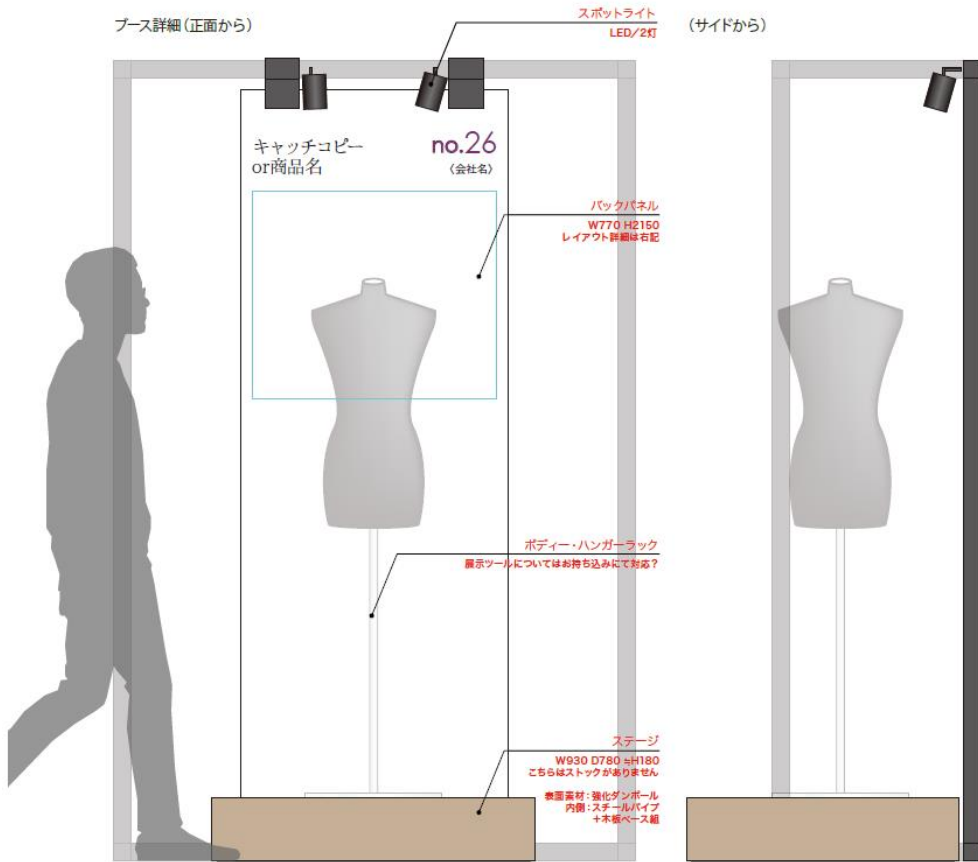 ブース詳細（正面から）
スポットライト
LED／2灯
（サイドから）
キャッチコピー
or商品名
no.26
〈会社名〉
バックパネル
W770 H2150
レイアウト詳細は右記
ボディー・ハンガーラック
展示ツールについてはお持ち込みにて対応？
ステージ
W930 D780 ≒H180
こちらはストックがありません
表面素材：強化ダンボール
内側：スチールパイプ
＋木板ベース組